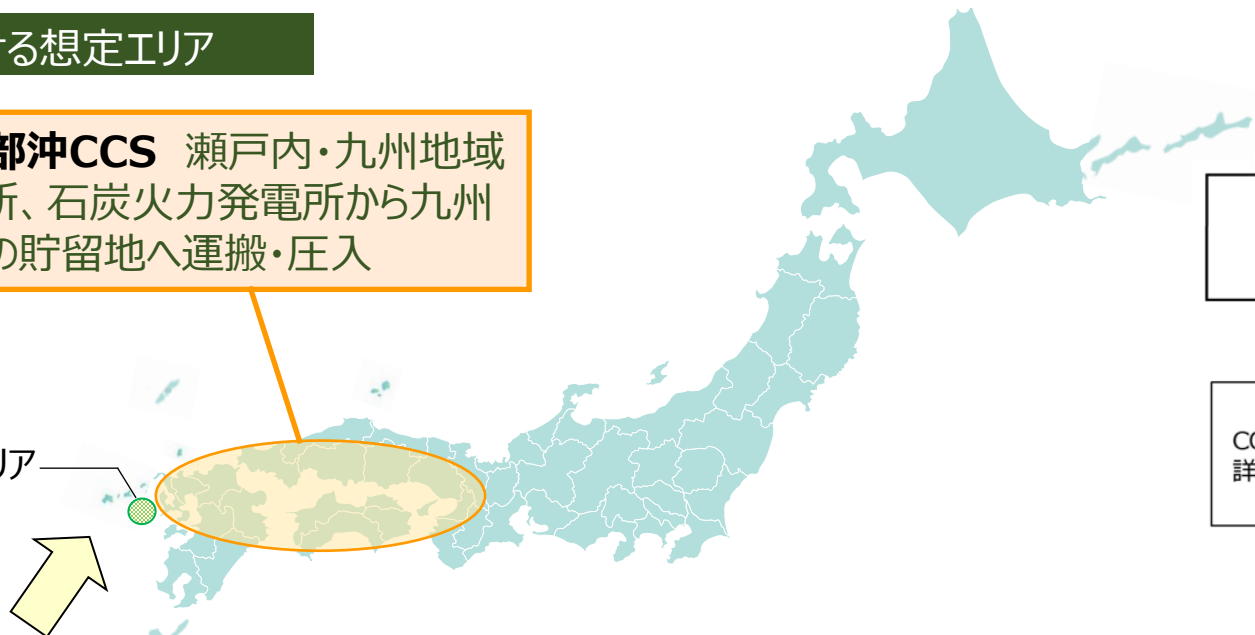 る想定エリア
部沖CCS 瀬戸内・九州地域
所、石炭火力発電所から九州
の貯留地へ運搬・圧入
リア
詳